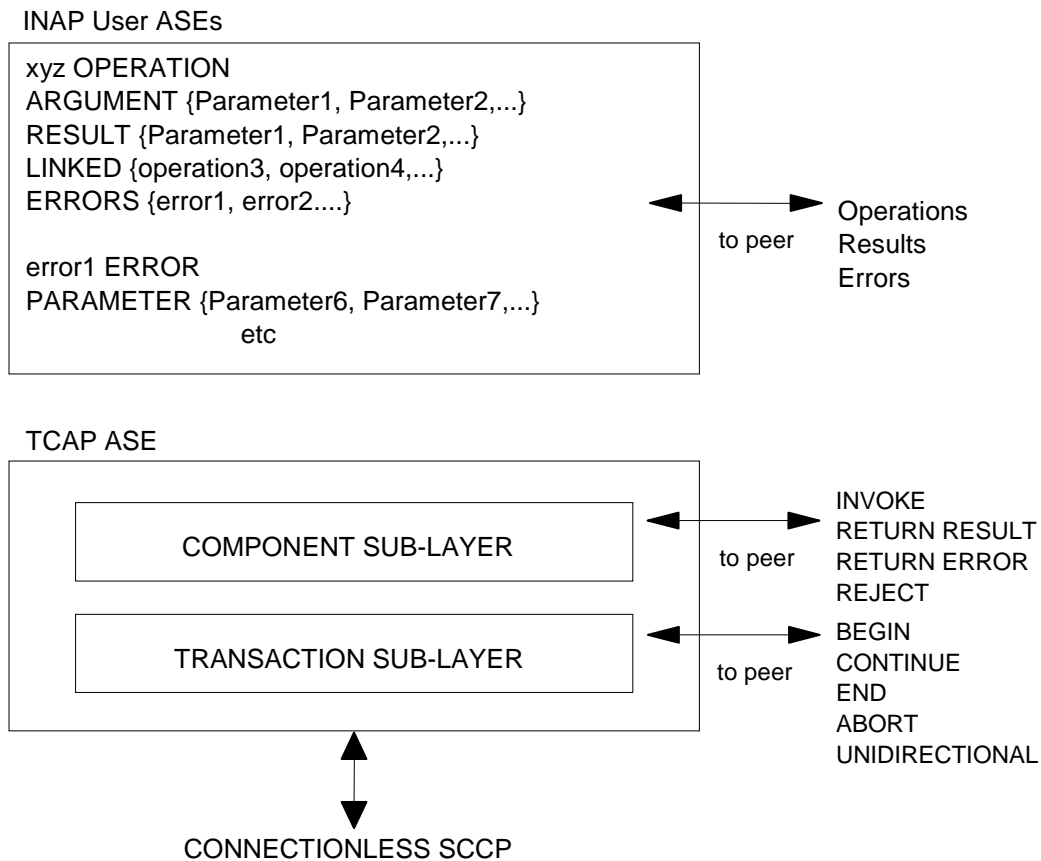 INAP User ASEs
xyz OPERATION
ARGUMENT {Parameter1, Parameter2,...}
RESULT {Parameter1, Parameter2,...}
LINKED {operation3, operation4,...}
ERRORS {error1, error2....}
error1 ERROR
PARAMETER {Parameter6, Parameter7,...}
etc
to peer
Operations
Results
Errors
TCAP ASE
COMPONENT SUB-LAYER
to peer
INVOKE
RETURN RESULT
RETURN ERROR
REJECT
TRANSACTION SUB-LAYER
to peer
BEGIN
CONTINUE
END
ABORT
UNIDIRECTIONAL
CONNECTIONLESS SCCP